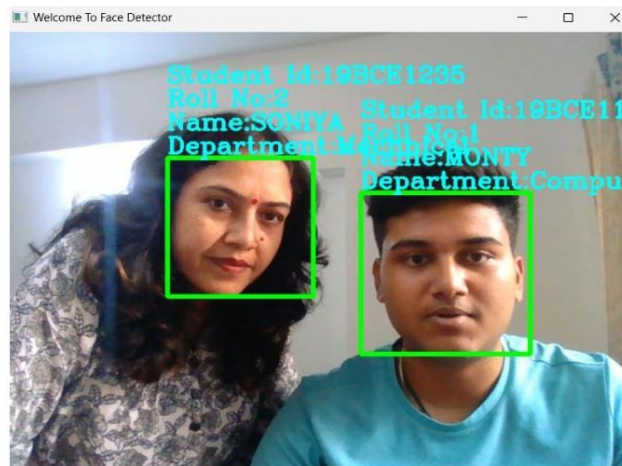 Welcome To Face Detector
Student Id:19BCE1235
Roll No:2
Name:SONIYA
Department:
Student Id:19BCE11
Roll No:1
Name:MONTY
Department:Compu